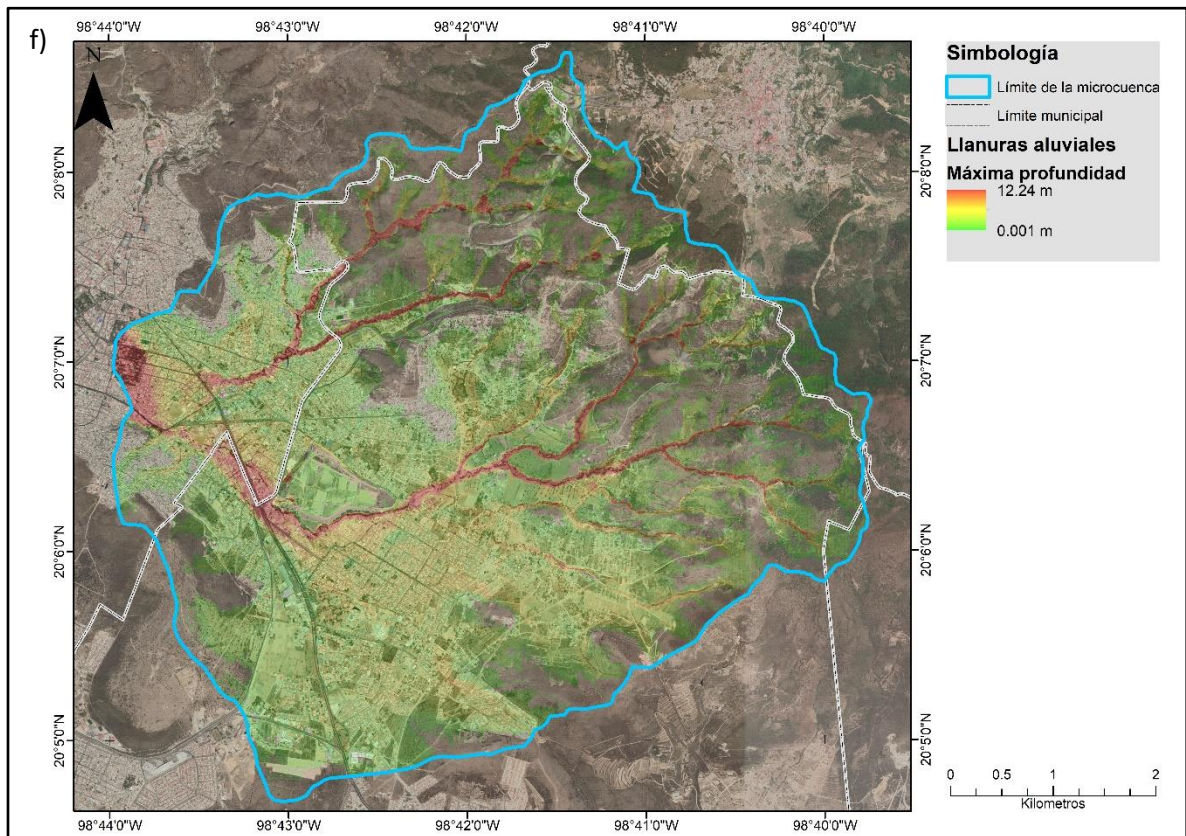 f)
98°44'0"W 98°43'0"W 98°42'0"W 98°41'0"W 98°40'0"W
N
20°8'0"N 20°8'0"N
20°7'0"N 20°7'0"N
20°6'0"N 20°6'0"N
20°5'0"N 20°5'0"N
98°44'0"W 98°43'0"W 98°42'0"W 98°41'0"W 98°40'0"W
Simbología
Límite de la microcuenca
Límite municipal
Llanuras aluviales
Máxima profundidad
12.24 m
0.001 m
0 0.5 1 2
Kilometros